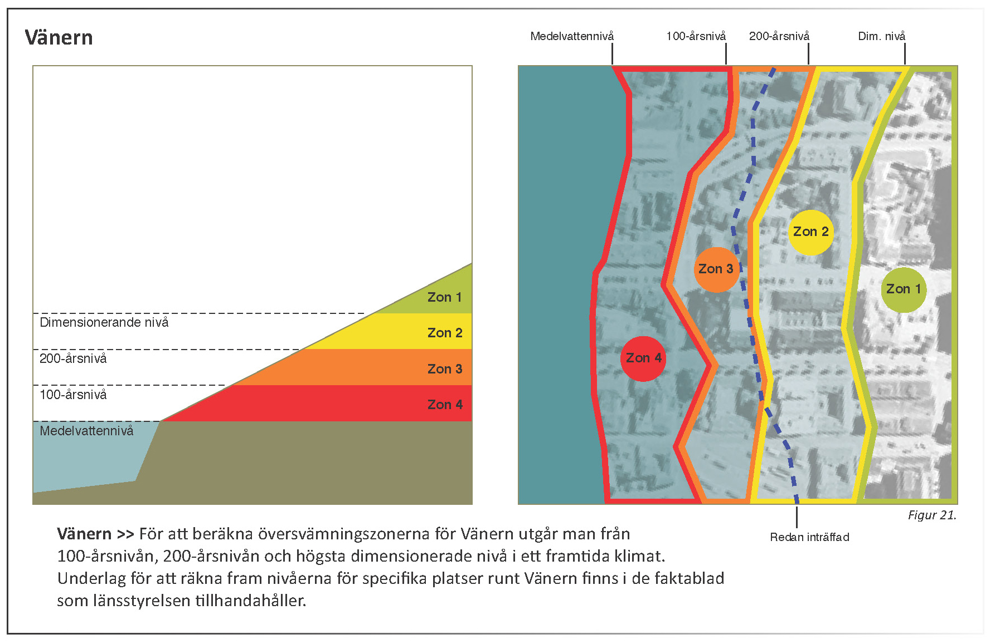 Vänern
Medelvattennivå
100-årsnivå
200-årsnivå
Dim. nivå
Zon 1
Dimensionerande nivå
Zon 2
200-årsnivå
Zon 3
100-årsnivå
Zon 4
Medelvattennivå
Zon 2
Zon 3
Zon 1
Zon 4
Figur 21.
Redan inträffad
Vänern >> För att beräkna översvämningszonerna för Vänern utgår man från
100-årsnivån, 200-årsnivån och högsta dimensionerade nivå i ett framtida klimat.
Underlag för att räkna fram nivåerna för specifika platser runt Vänern finns i de faktablad
som länsstyrelsen tillhandahåller.